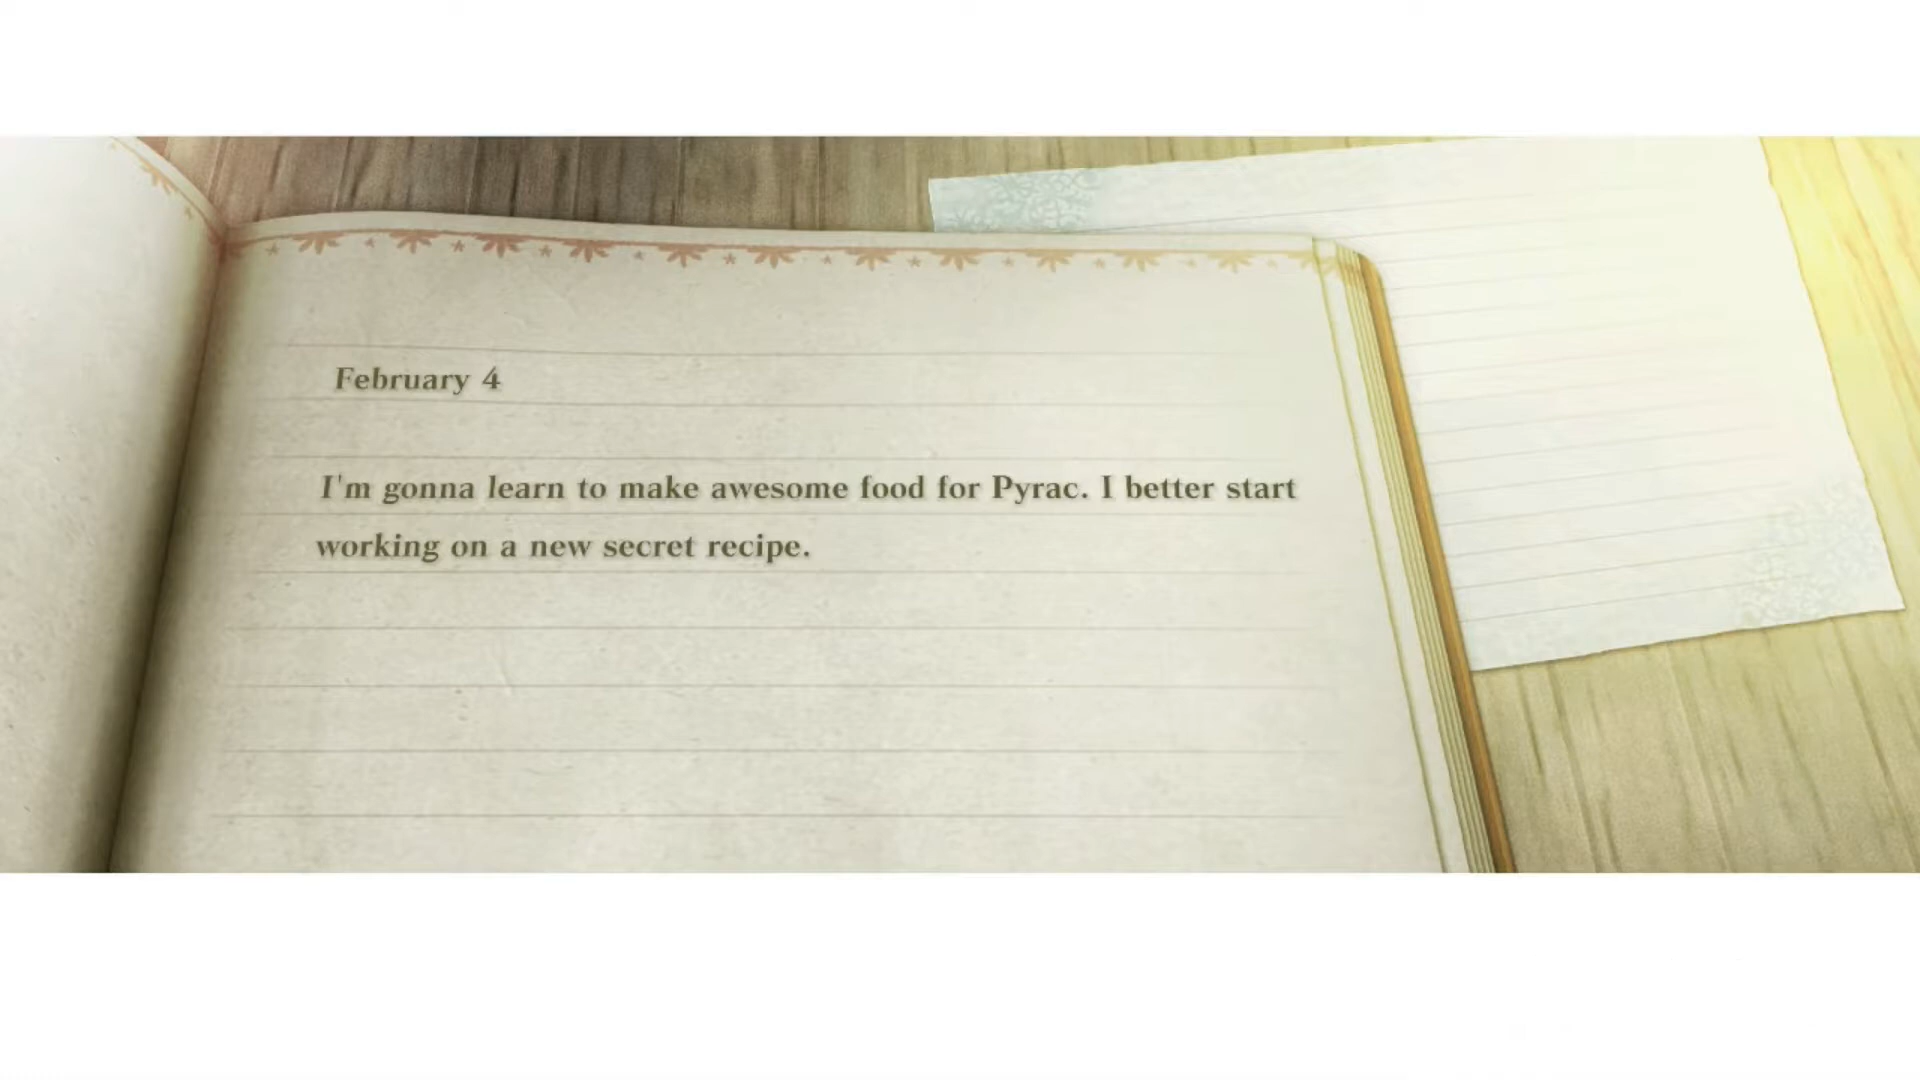 February 4
I'm gonna learn to make awesome food for Pyrac. I better start
working on a new secret recipe.